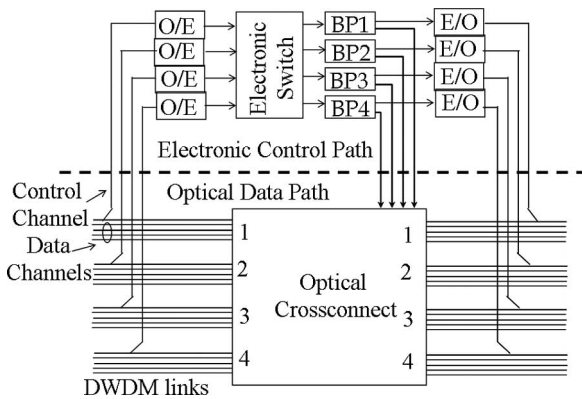 O/E
O/E
O/E
O/E
Electronic
Switch
BP1
BP2
BP3
BP4
E/O
E/O
E/O
E/O
Electronic Control Path
Optical Data Path
Control
Channel
Data
Channels
1
2
3
4
Optical
Crossconnect
1
2
3
4
DWDM links